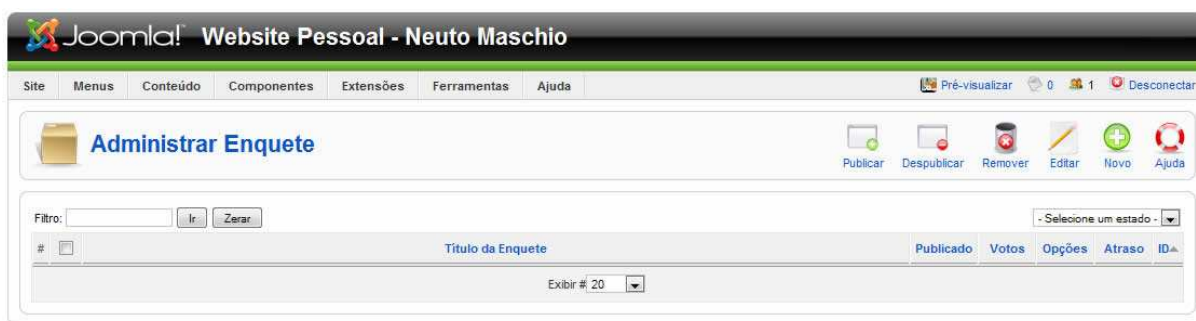 Joomla! Website Pessoal - Neuto Maschio
Site Menus Conteúdo Componentes Extensões Ferramentas Ajuda Pré-visualizar 0 1 Desconectar
Administrar Enquete
Publicar Despublicar Remover Editar Novo Ajuda
Filtro: Ir Zerar - Selecione um estado -
# Título da Enquete Publicado Votos Opções Atraso ID
Exibir # 20